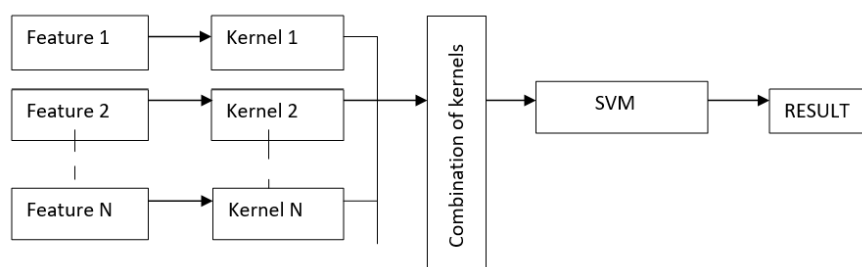 Feature 1
Kernel 1
Feature 2
Kernel 2
Feature N
Kernel N
Combination of kernels
SVM
RESULT